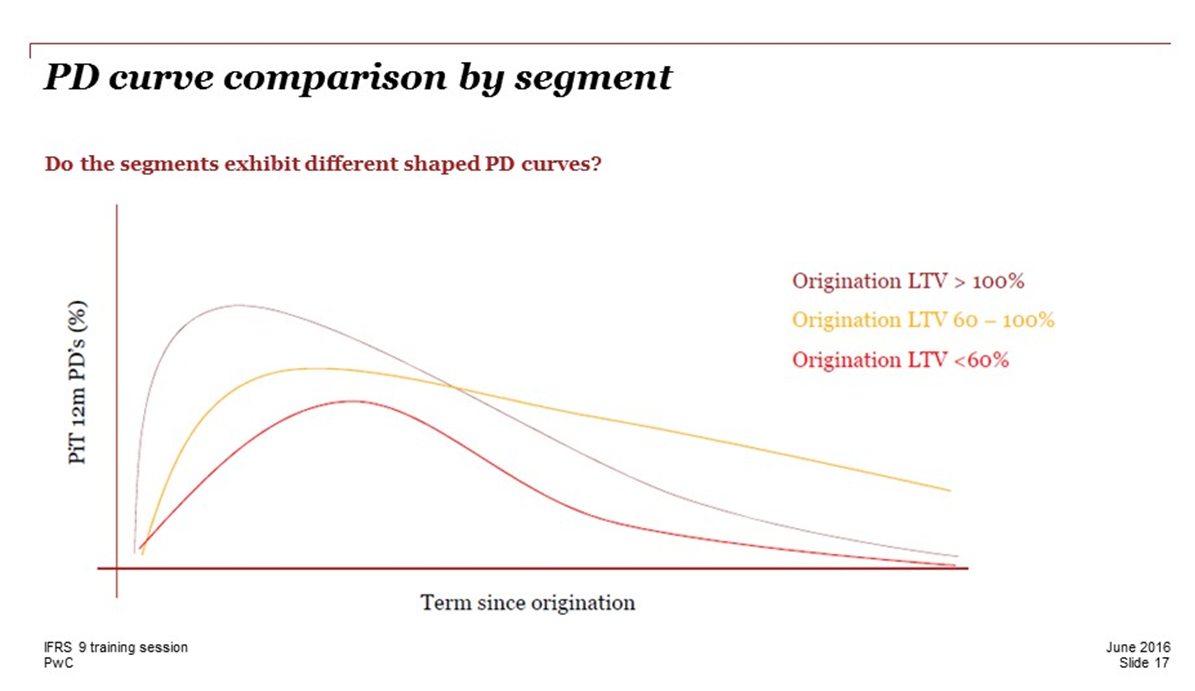 PD curve comparison by segment
Do the segments exhibit different shaped PD curves?
Origination LTV > 100%
Origination LTV 60 – 100%
Origination LTV <60%
PiT 12m PD's (%)
Term since origination
IFRS 9 training session
PwC
June 2016
Slide 17